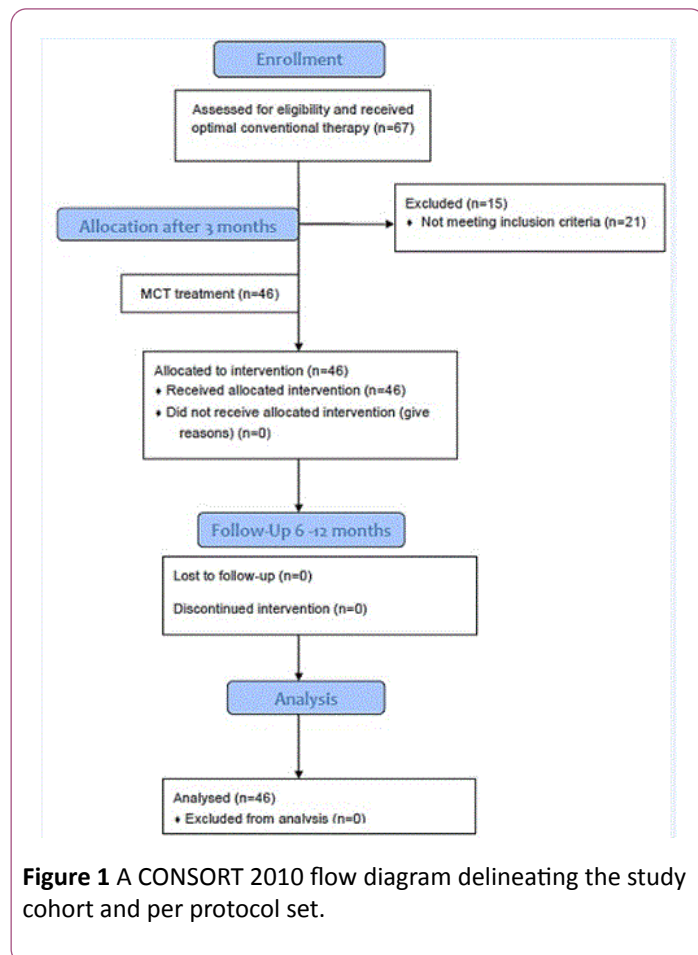 Enrollment
Assessed for eligibility and received
optimal conventional therapy (n=67)
Excluded (n=15)
♦ Not meeting inclusion criteria (n=21)
Allocation after 3 months
MCT treatment (n=46)
Allocated to intervention (n=46)
♦ Received allocated intervention (n=46)
♦ Did not receive allocated intervention (give
reasons) (n=0)
Follow-Up 6 -12 months
Lost to follow-up (n=0)
Discontinued intervention (n=0)
Analysis
Analysed (n=46)
♦ Excluded from analysis (n=0)
Figure 1 A CONSORT 2010 flow diagram delineating the study
cohort and per protocol set.